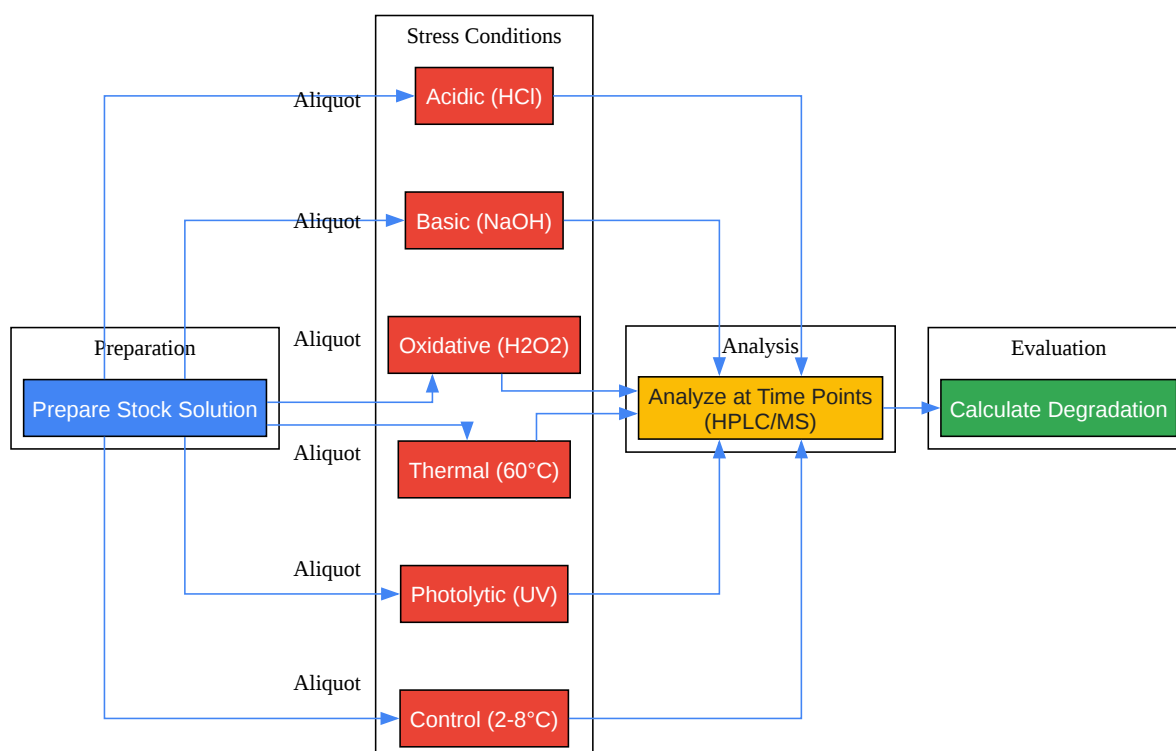 Stress Conditions
Aliquot
Acidic (HCl)
Aliquot
Basic (NaOH)
Aliquot
Oxidative (H2O2)
Preparation
Prepare Stock Solution
Analysis
Analyze at Time Points
(HPLC/MS)
Evaluation
Calculate Degradation
Aliquot
Thermal (60°C)
Aliquot
Photolytic (UV)
Aliquot
Control (2-8°C)